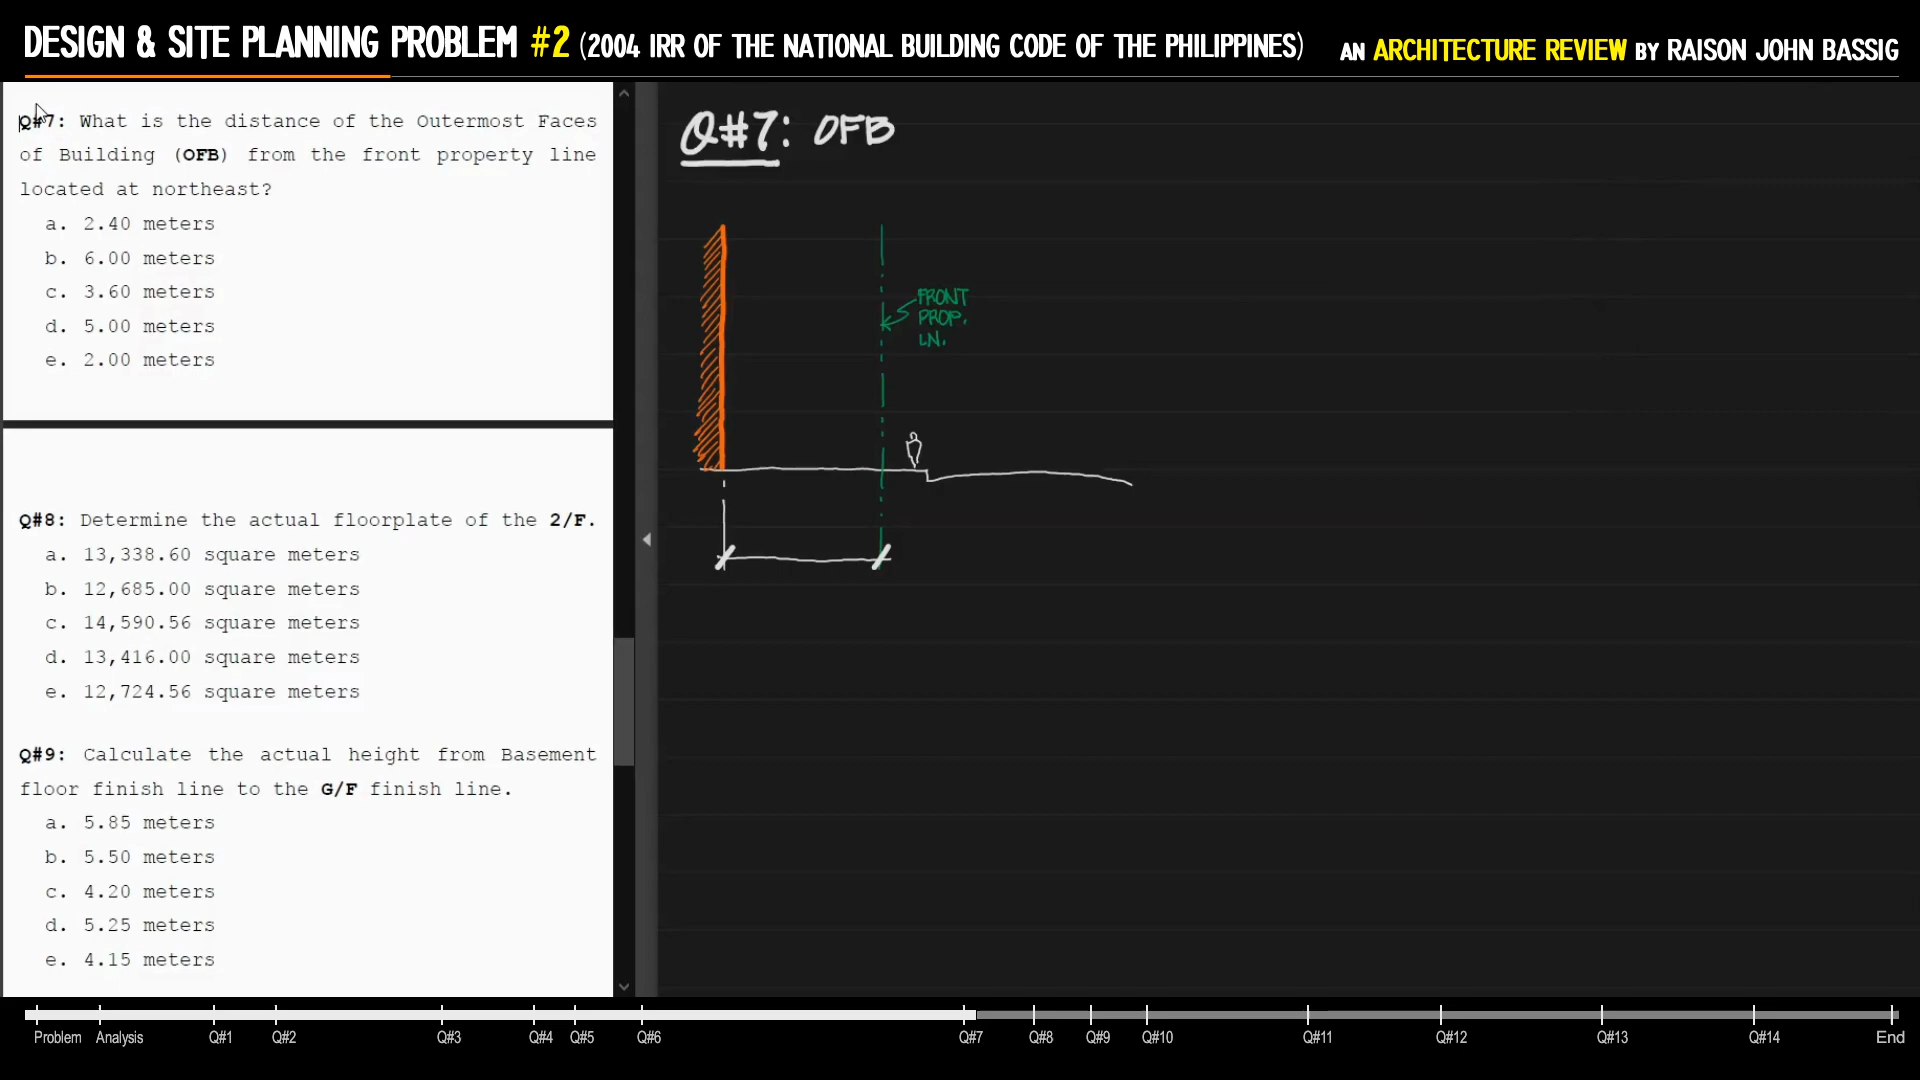 DESIGN & SITE PLANNING PROBLEM #2 (2004 IRR OF THE NATIONAL BUILDING CODE OF THE PHILIPPINES) AN ARCHITECTURE REVIEW BY RAISON JOHN BASSIG
Q#7: What is the distance of the Outermost Faces
of Building (OFB) from the front property line
located at northeast?
a. 2.40 meters
b. 6.00 meters
c. 3.60 meters
d. 5.00 meters
e. 2.00 meters
Q#8: Determine the actual floorplate of the 2/F.
a. 13,338.60 square meters
b. 12,685.00 square meters
c. 14,590.56 square meters
d. 13,416.00 square meters
e. 12,724.56 square meters
Q#9: Calculate the actual height from Basement
floor finish line to the G/F finish line.
a. 5.85 meters
b. 5.50 meters
c. 4.20 meters
d. 5.25 meters
e. 4.15 meters
Q#7: OFB
FRONT
PROP.
LN.
Problem Analysis Q#1 Q#2 Q#3 Q#4 Q#5 Q#6 Q#7 Q#8 Q#9 Q#10 Q#11 Q#12 Q#13 Q#14 End